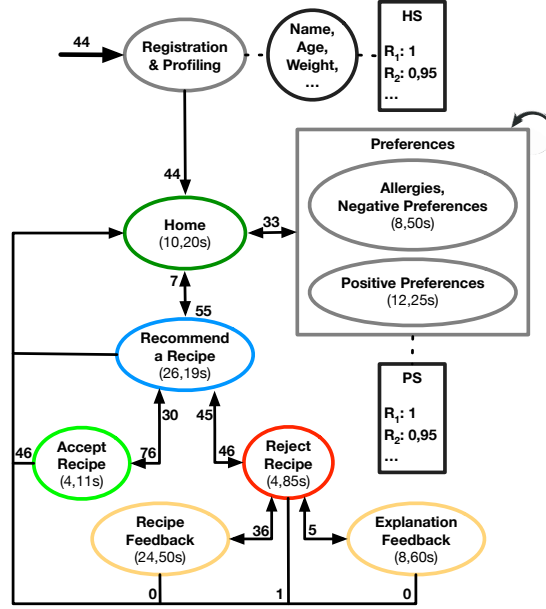 44
Registration
& Profiling
Name,
Age,
Weight,
...
HS
R₁: 1
R₂: 0,95
...
Preferences
Allergies,
Negative Preferences
(8,50s)
Positive Preferences
(12,25s)
44
Home
(10,20s)
33
7
55
Recommend
a Recipe
(26,19s)
PS
R₁: 1
R₂: 0,95
...
30
45
46
Accept
Recipe
(4,11s)
76
46
Reject
Recipe
(4,85s)
Recipe
Feedback
(24,50s)
36
5
Explanation
Feedback
(8,60s)
0
1
0